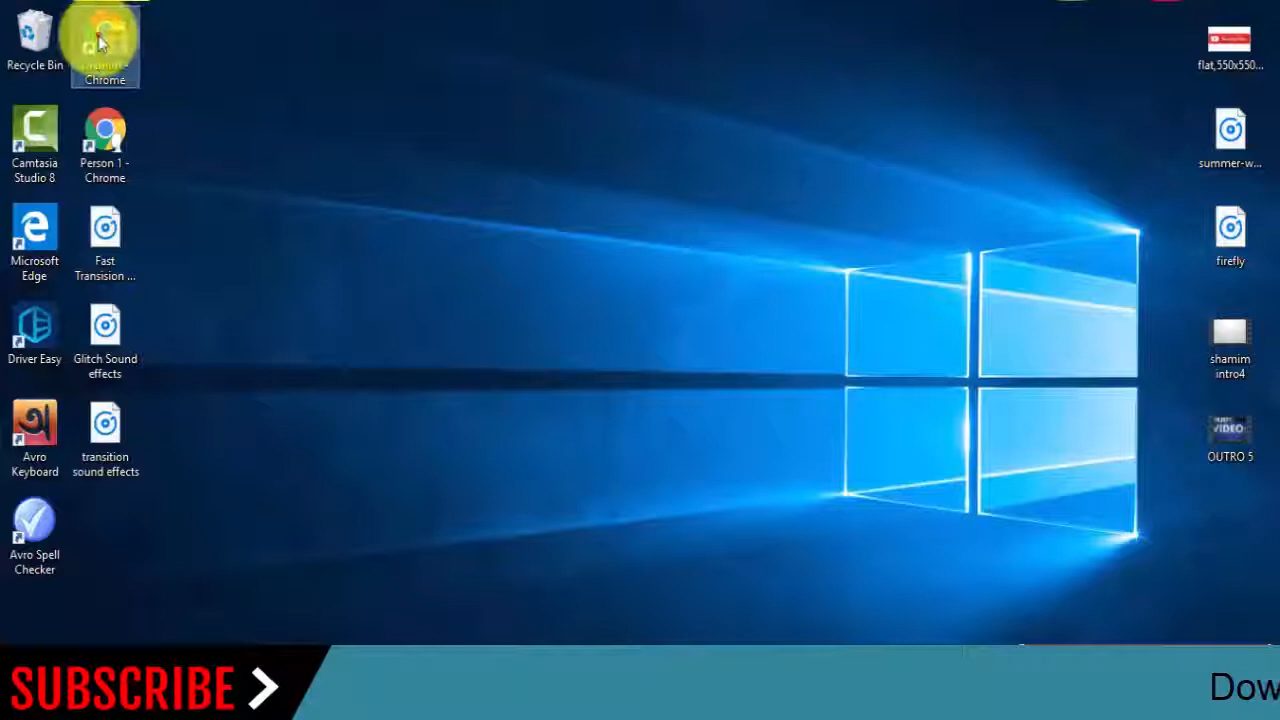 Recycle Bin
Chrome
Camtasia
Studio 8
Person 1 -
Chrome
Microsoft
Edge
Fast
Transision ...
Driver Easy
Glitch Sound
effects
Avro
Keyboard
transition
sound effects
Avro Spell
Checker
flat,550x550...
summer-w...
firefly
shamim
intro4
VIDEO
OUTRO 5
SUBSCRIBE
Dow